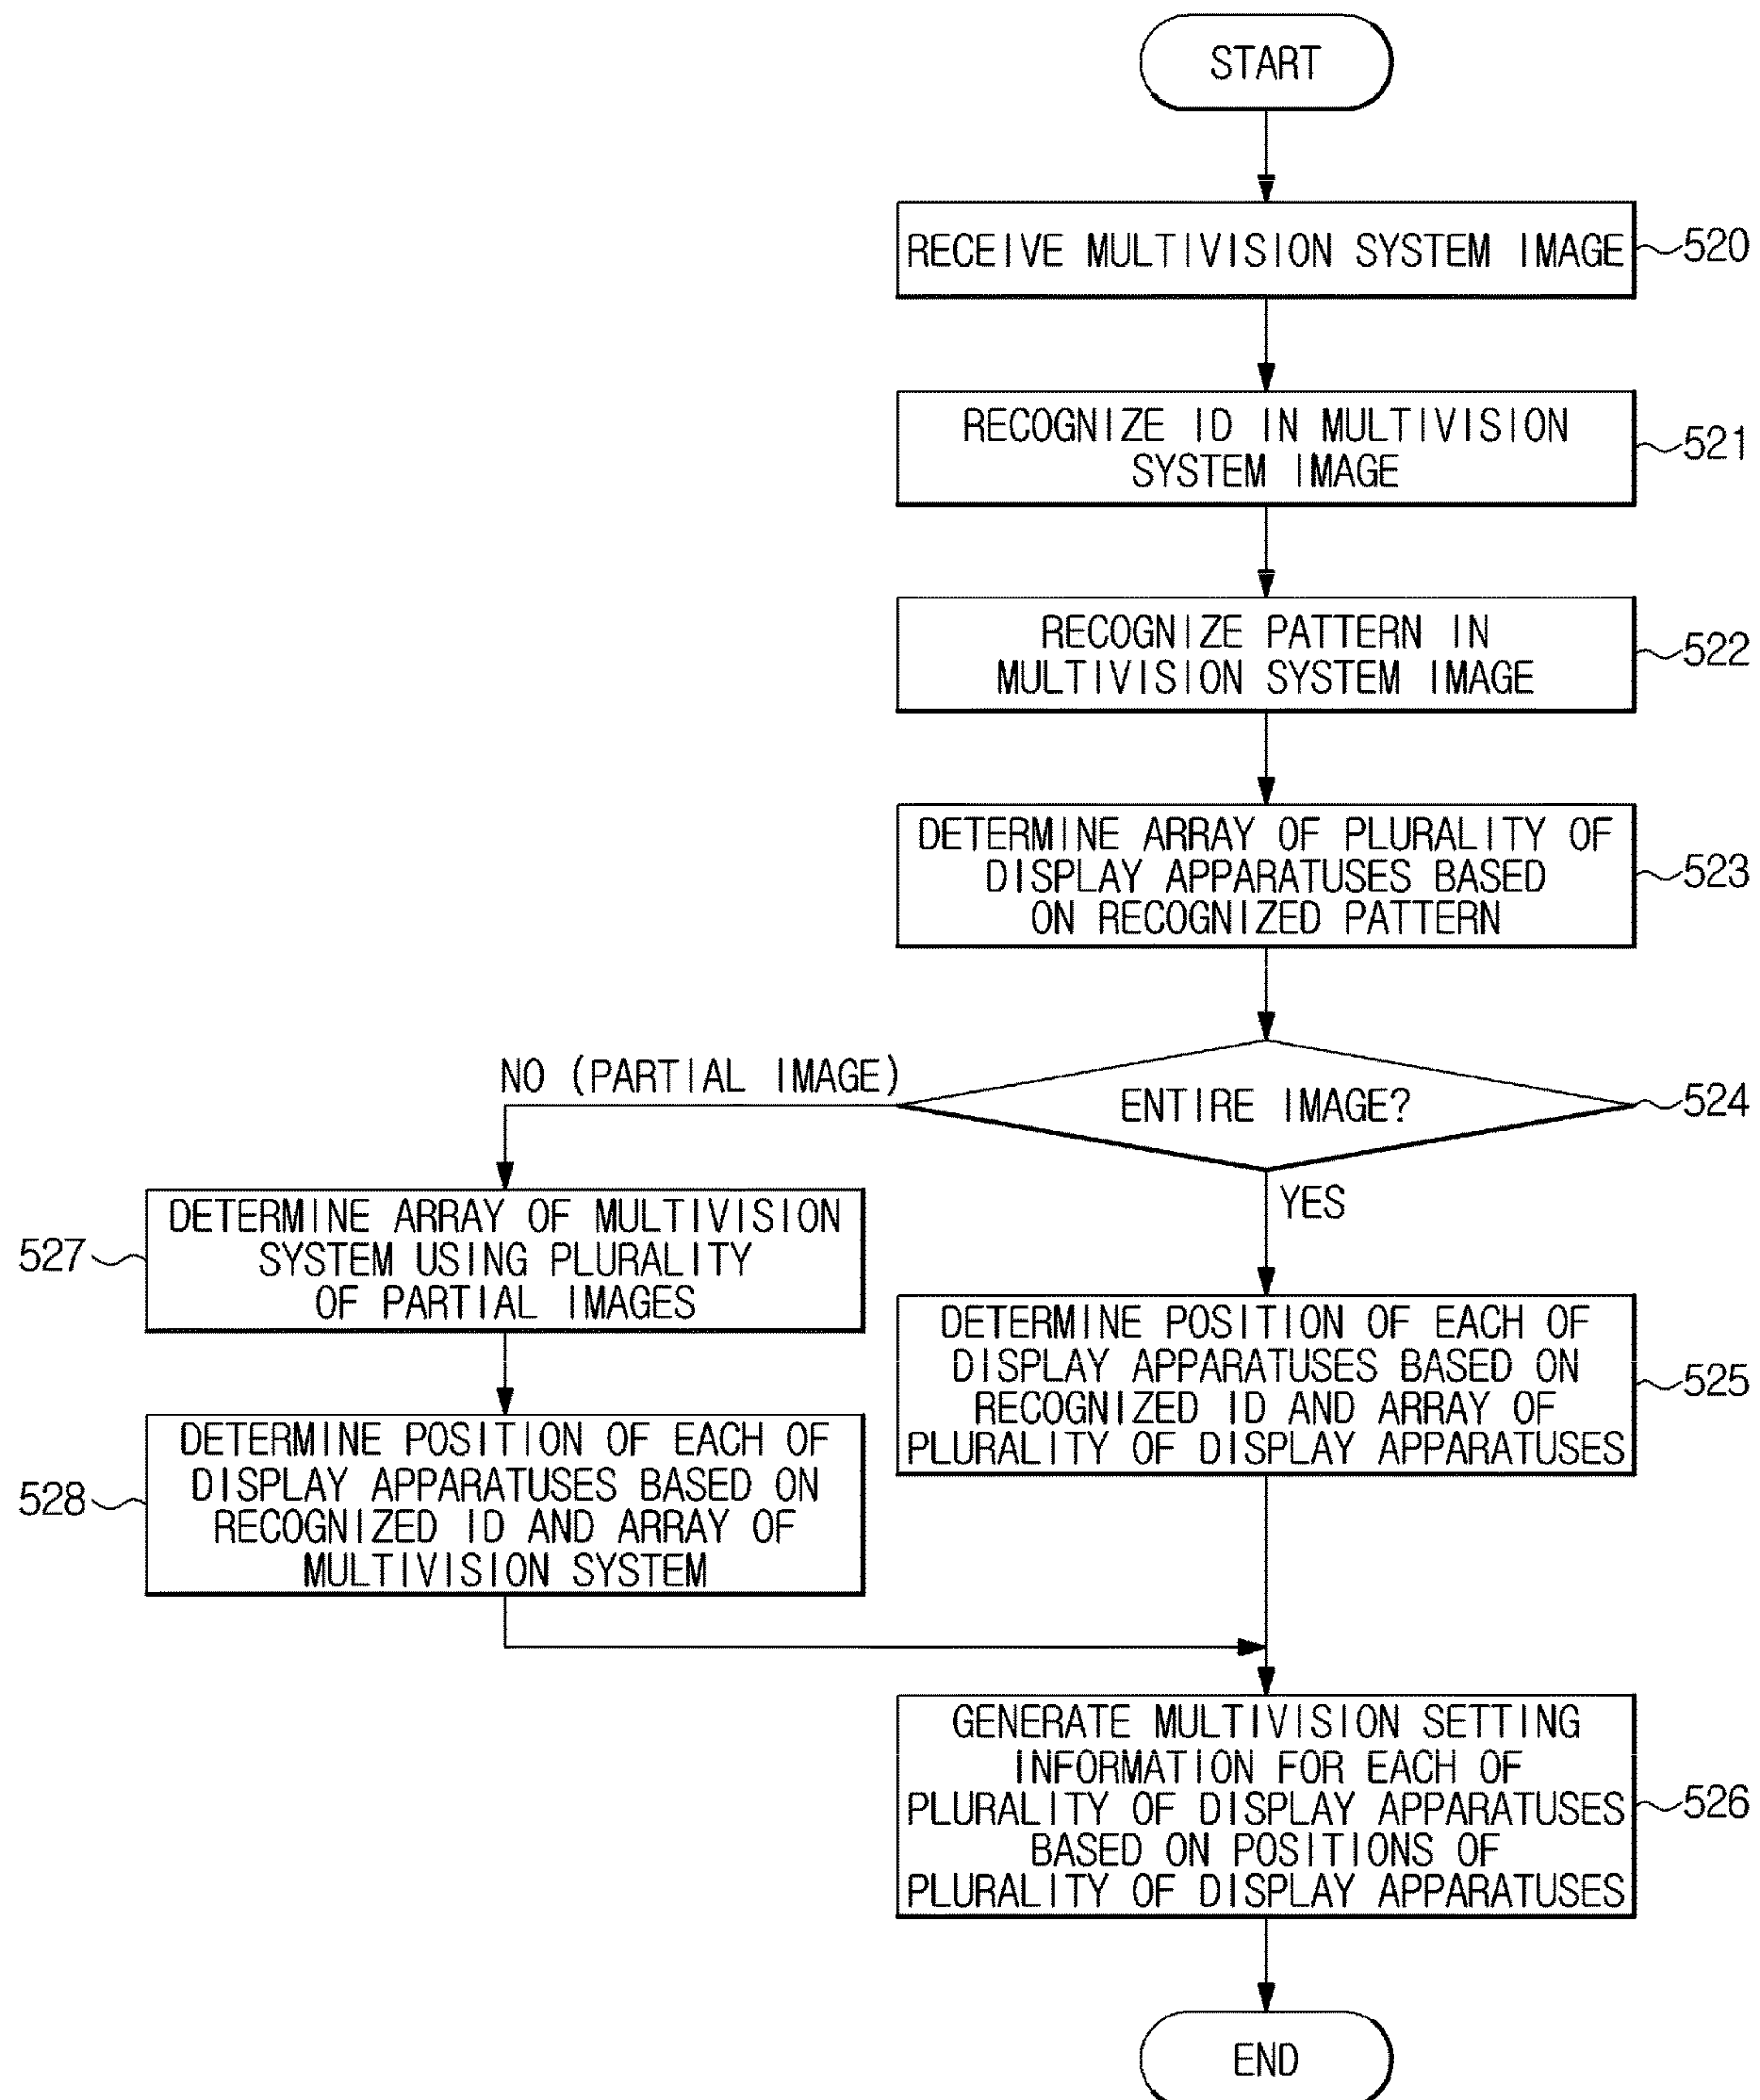 START
RECEIVE MULTIVISION SYSTEM IMAGE
520
RECOGNIZE ID IN MULTIVISION
SYSTEM IMAGE
521
RECOGNIZE PATTERN IN
MULTIVISION SYSTEM IMAGE
522
DETERMINE ARRAY OF PLURALITY OF
DISPLAY APPARATUSES BASED
ON RECOGNIZED PATTERN
523
ENTIRE IMAGE?
524
NO (PARTIAL IMAGE)
YES
DETERMINE ARRAY OF MULTIVISION
SYSTEM USING PLURALITY
OF PARTIAL IMAGES
527
DETERMINE POSITION OF EACH OF
DISPLAY APPARATUSES BASED ON
RECOGNIZED ID AND ARRAY OF
MULTIVISION SYSTEM
528
DETERMINE POSITION OF EACH OF
DISPLAY APPARATUSES BASED ON
RECOGNIZED ID AND ARRAY OF
PLURALITY OF DISPLAY APPARATUSES
525
GENERATE MULTIVISION SETTING
INFORMATION FOR EACH OF
PLURALITY OF DISPLAY APPARATUSES
BASED ON POSITIONS OF
PLURALITY OF DISPLAY APPARATUSES
526
END